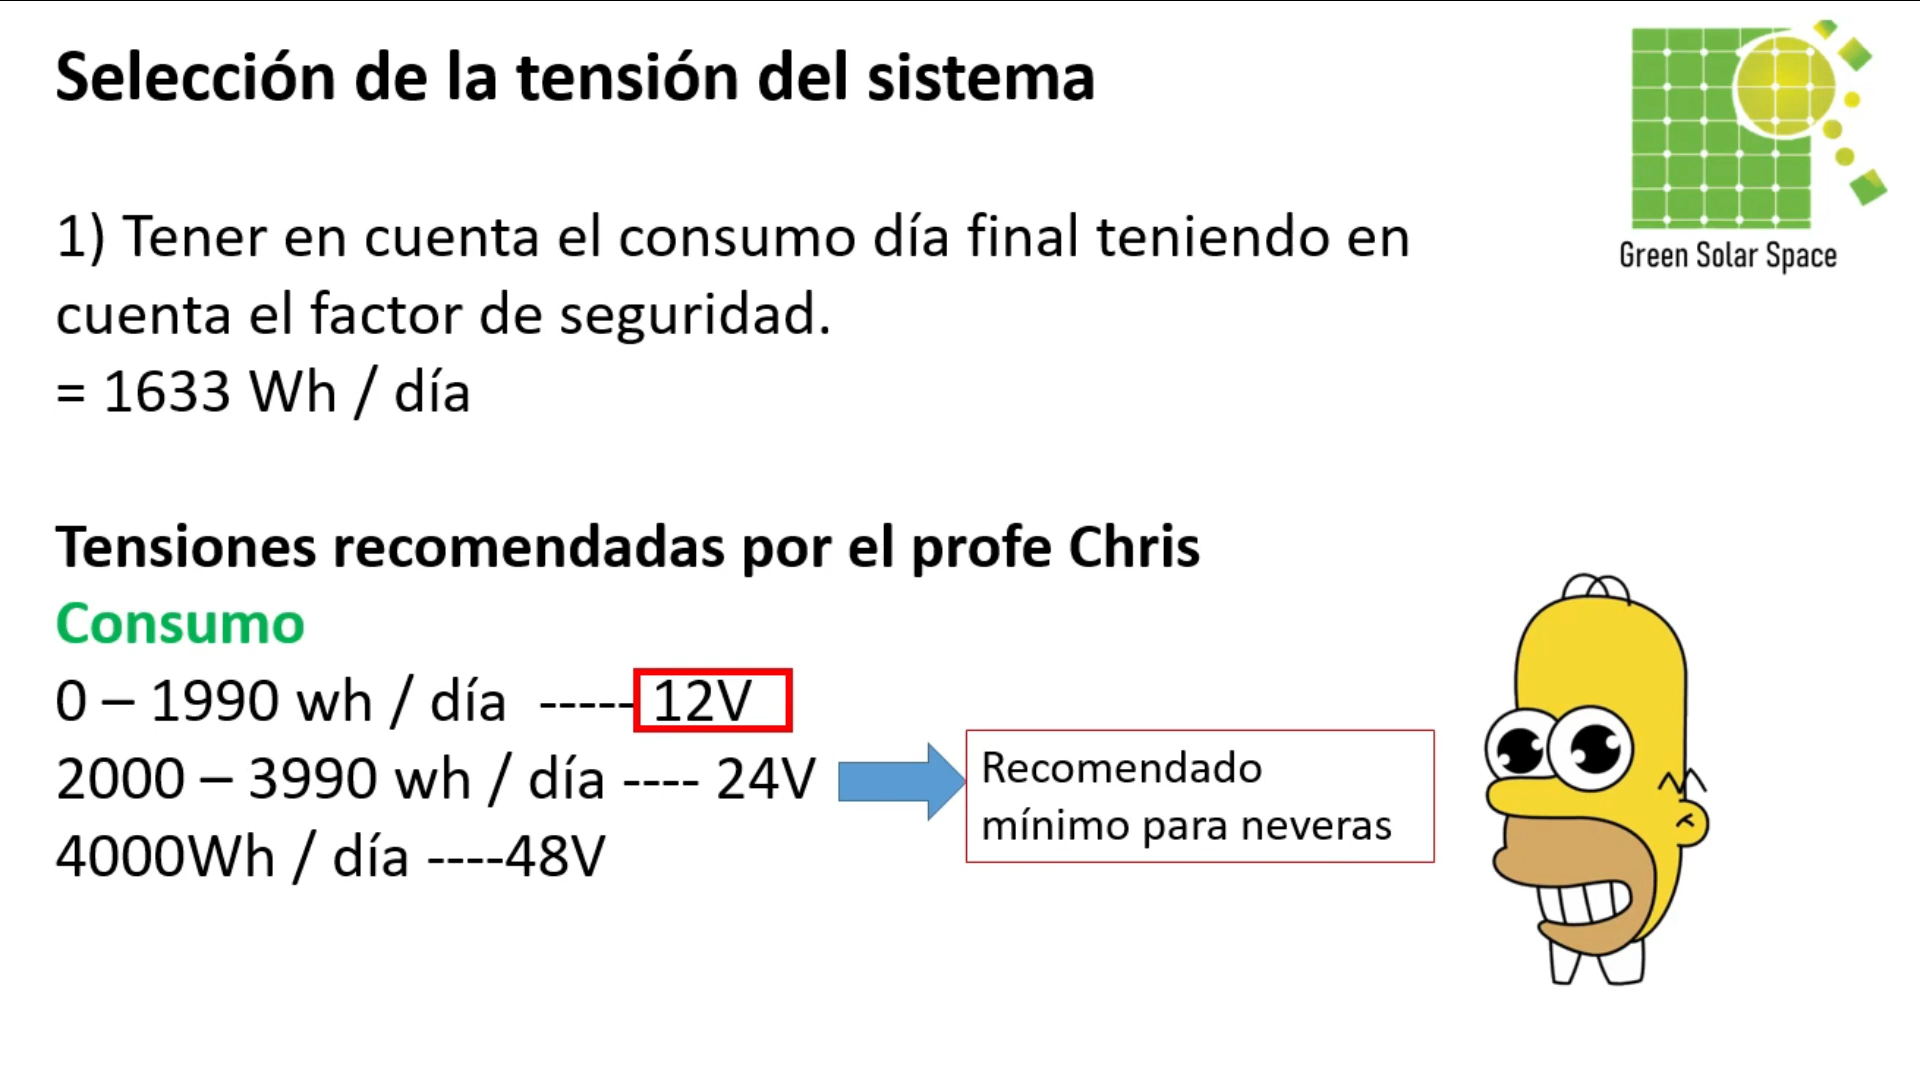 Selección de la tensión del sistema
Green Solar Space
1) Tener en cuenta el consumo día final teniendo en
cuenta el factor de seguridad.
= 1633 Wh / día
Tensiones recomendadas por el profe Chris
Consumo
0 – 1990 wh / día ----- 12V
2000 – 3990 wh / día ---- 24V
Recomendado
mínimo para neveras
4000Wh / día ----48V